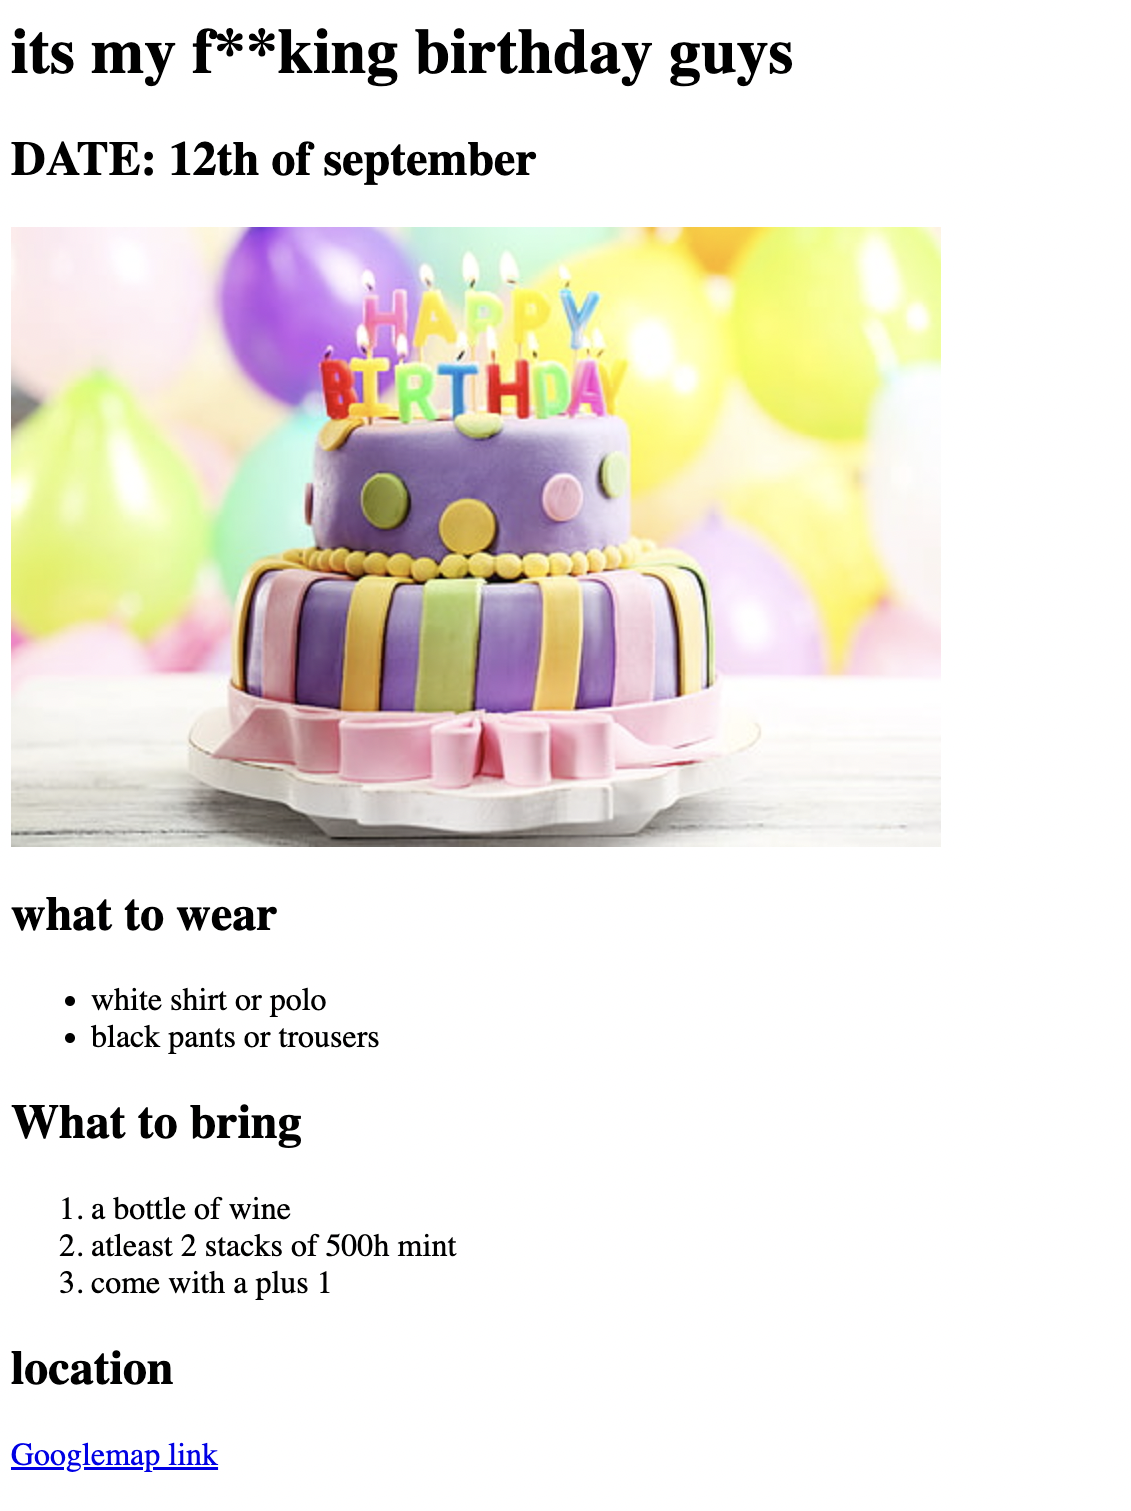 its my f**king birthday guys
DATE: 12th of september
HAPPY
BIRTHDAY
what to wear
• white shirt or polo
• black pants or trousers
What to bring
1. a bottle of wine
2. atleast 2 stacks of 500h mint
3. come with a plus 1
location
Googlemap link